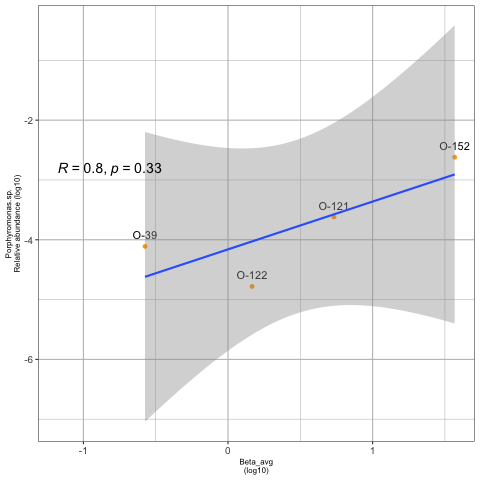 R = 0.8, p = 0.33
O-152
O-121
O-39
O-122
-2
-4
-6
-1
0
1
Porphyromonas.sp.
Relative abundance (log10)
Beta_avg
(log10)